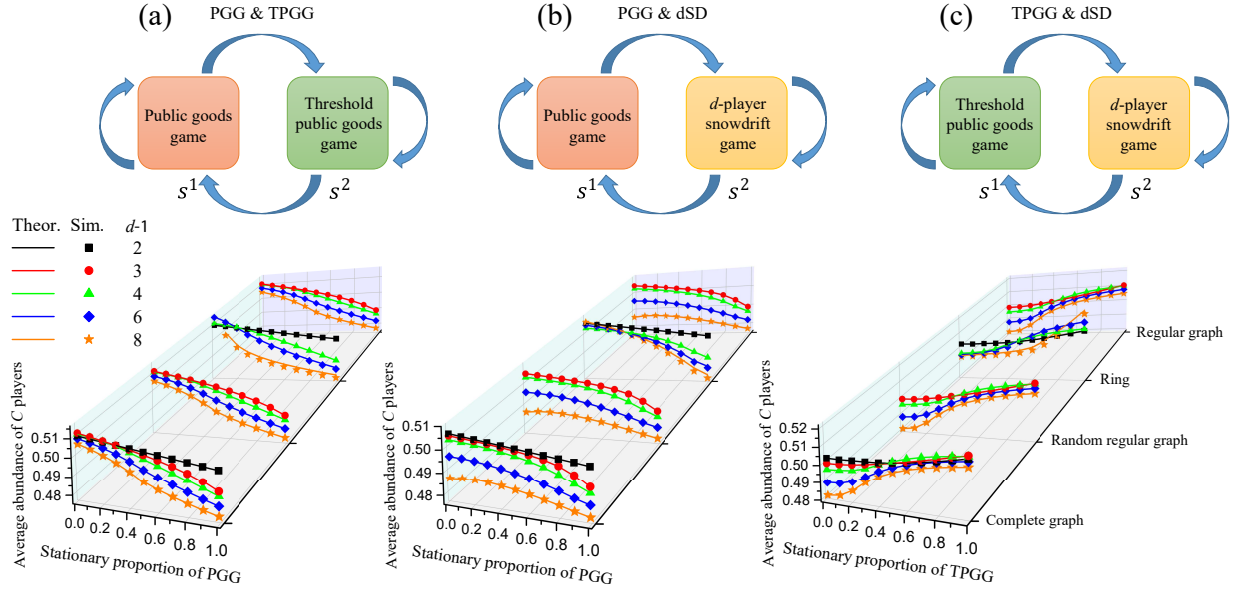 (a) PGG & TPGG
Public goods
game
Threshold
public goods
game
s¹ s²
(b) PGG & dSD
Public goods
game
d-player
snowdrift
game
s¹ s²
(c) TPGG & dSD
Threshold
public goods
game
d-player
snowdrift
game
s¹ s²
Theor. Sim. d-1
2
3
4
6
8
Average abundance of C players
0.51
0.50
0.49
0.48
0.0 0.2 0.4 0.6 0.8 1.0
Stationary proportion of PGG
Average abundance of C players
0.51
0.50
0.49
0.48
0.0 0.2 0.4 0.6 0.8 1.0
Stationary proportion of PGG
Average abundance of C players
0.52
0.51
0.50
0.49
0.48
0.0 0.2 0.4 0.6 0.8 1.0
Stationary proportion of TPGG
Regular graph
Ring
Random regular graph
Complete graph